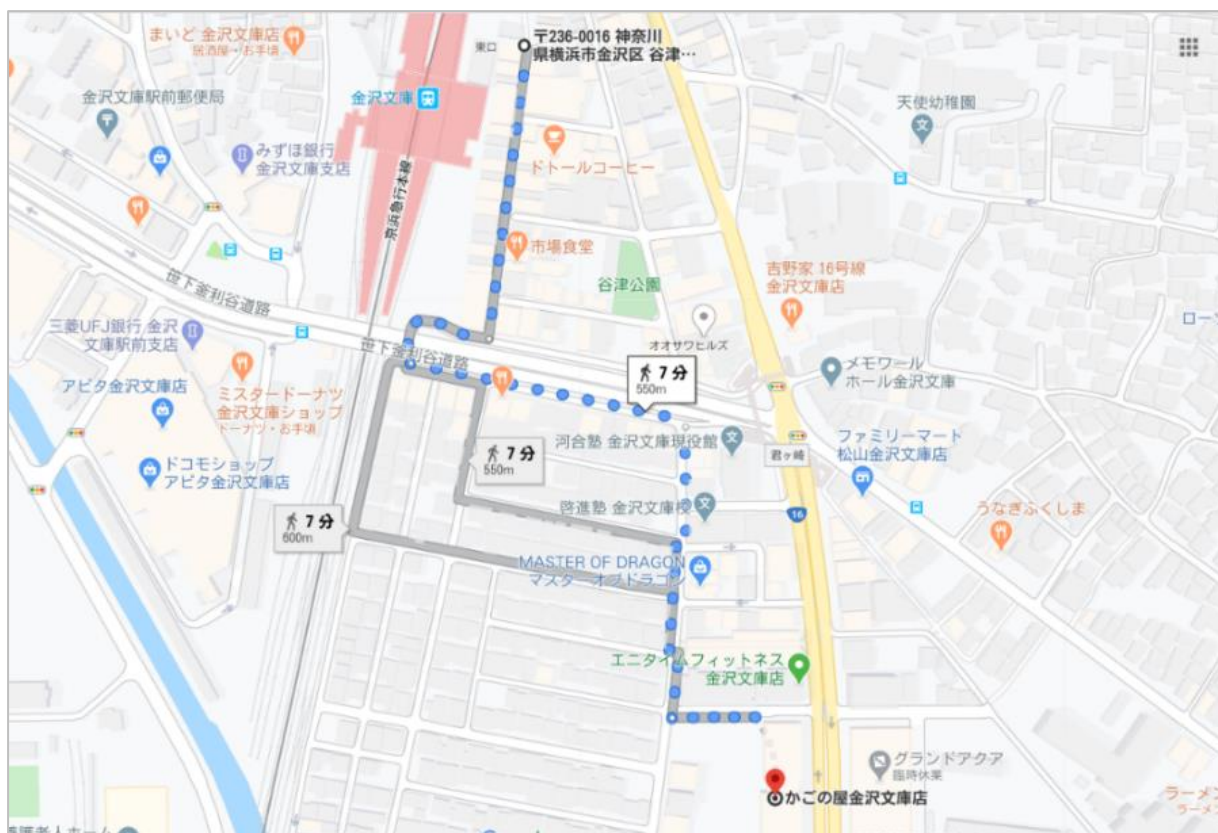 まいど 金沢文庫店
居酒屋・お手頃
東口
〒236-0016 神奈川
県横浜市金沢区 谷津…
金沢文庫駅前郵便局
金沢文庫
天使幼稚園
みずほ銀行
金沢文庫支店
ドトールコーヒー
京浜急行本線
市場食堂
谷津公園
吉野家 16号線
金沢文庫店
笹下釜利谷道路
三菱UFJ銀行 金沢
文庫駅前支店
オオサワヒルズ
笹下釜利谷道路
メモワール
ホール金沢文庫
アピタ金沢文庫店
ミスタードーナツ
金沢文庫ショップ
ドーナツ・お手頃
7 分
550m
河合塾 金沢文庫現役館
君ヶ崎
ファミリーマート
松山金沢文庫店
7 分
550m
ドコモショップ
アピタ金沢文庫店
啓進塾 金沢文庫校
16
うなぎふくしま
7 分
600m
MASTER OF DRAGON
マスターオブドラゴン
エニタイムフィットネス
金沢文庫店
グランドアクア
臨時休業
かごの屋金沢文庫店
ラーメン